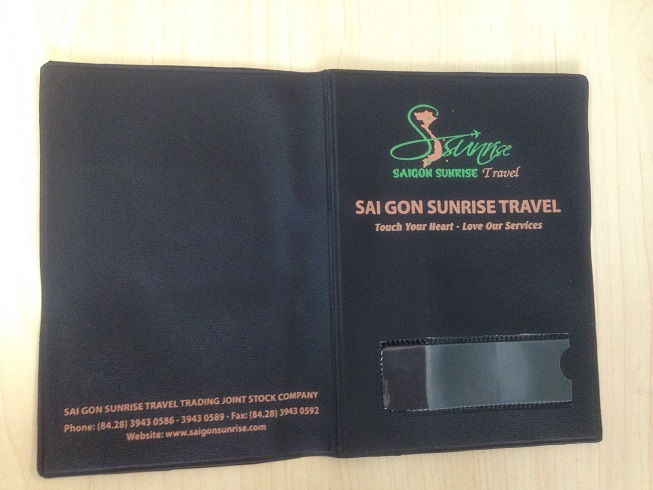 Ssunrise
SAIGON SUNRISE Travel
SAI GON SUNRISE TRAVEL
Touch Your Heart - Love Our Services
SAI GON SUNRISE TRAVEL TRADING JOINT STOCK COMPANY
Phone: (84.28) 3943 0586 - 3943 0589 - Fax: (84.28) 3943 0592
Website: www.saigonsunrise.com